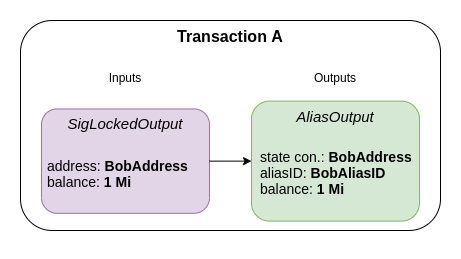 Transaction A
Inputs
Outputs
SigLockedOutput
address: BobAddress
balance: 1 Mi
AliasOutput
state con.: BobAddress
aliasID: BobAliasID
balance: 1 Mi